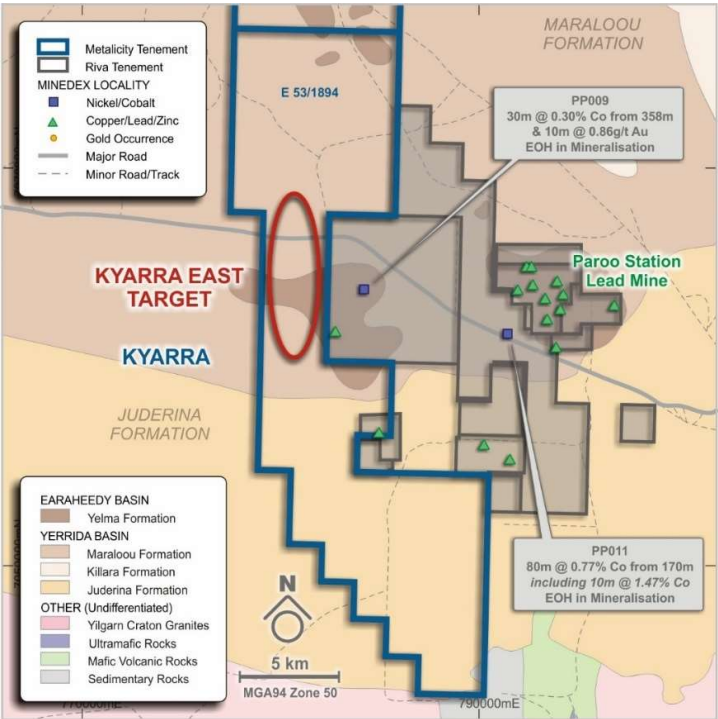 Metalicity Tenement
Riva Tenement
MINEDEX LOCALITY
Nickel/Cobalt
Copper/Lead/Zinc
Gold Occurrence
Major Road
Minor Road/Track
E 53/1894
MARALOOU
FORMATION
PP009
30m @ 0.30% Co from 358m
& 10m @ 0.86g/t Au
EOH in Mineralisation
KYARRA EAST
TARGET
Paroo Station
Lead Mine
KYARRA
JUDERINA
FORMATION
EARAHEEDY BASIN
Yelma Formation
YERRIDA BASIN
Maraloou Formation
Killara Formation
Juderina Formation
OTHER (Undifferentiated)
Yilgarn Craton Granites
Ultramafic Rocks
Mafic Volcanic Rocks
Sedimentary Rocks
N
5 km
MGA94 Zone 50
PP011
80m @ 0.77% Co from 170m
including 10m @ 1.47% Co
EOH in Mineralisation
770000mE
790000mE